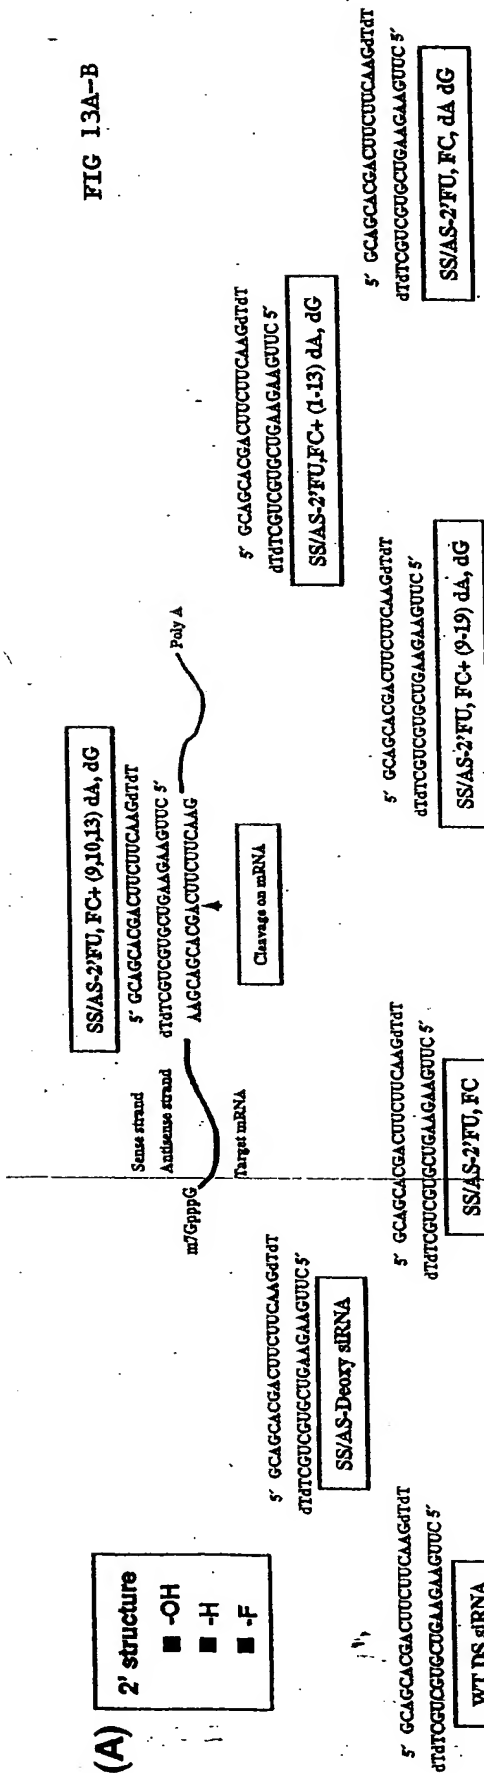 FIG 13A-B
(A)
2' structure
-OH
-H
-F
SS/AS-2'FU, FC+ (9,10,13) dA, dG
Sense strand
5' GCAGCACGACUUCUUCAAGdTdT
Antisense strand
dTdTCGUCGUGCUGAAGAAGUUC 5'
m7GpppG
AAGCAGCACGACUUCUUCAAG
Poly A
Target mRNA
Cleavage on mRNA
5' GCAGCACGACUUCUUCAAGdTdT
dTdTCGUCGUGCUGAAGAAGUUC 5'
WT DS siRNA
5' GCAGCACGACUUCUUCAAGdTdT
dTdTCGUCGUGCUGAAGAAGUUC 5'
SS/AS-Deoxy siRNA
5' GCAGCACGACUUCUUCAAGdTdT
dTdTCGUCGUGCUGAAGAAGUUC 5'
SS/AS-2'FU, FC
5' GCAGCACGACUUCUUCAAGdTdT
dTdTCGUCGUGCUGAAGAAGUUC 5'
SS/AS-2'FU, FC+ (9-19) dA, dG
5' GCAGCACGACUUCUUCAAGdTdT
dTdTCGUCGUGCUGAAGAAGUUC 5'
SS/AS-2'FU,FC+ (1-13) dA, dG
5' GCAGCACGACUUCUUCAAGdTdT
dTdTCGUCGUGCUGAAGAAGUUC 5'
SS/AS-2'FU, FC, dA dG